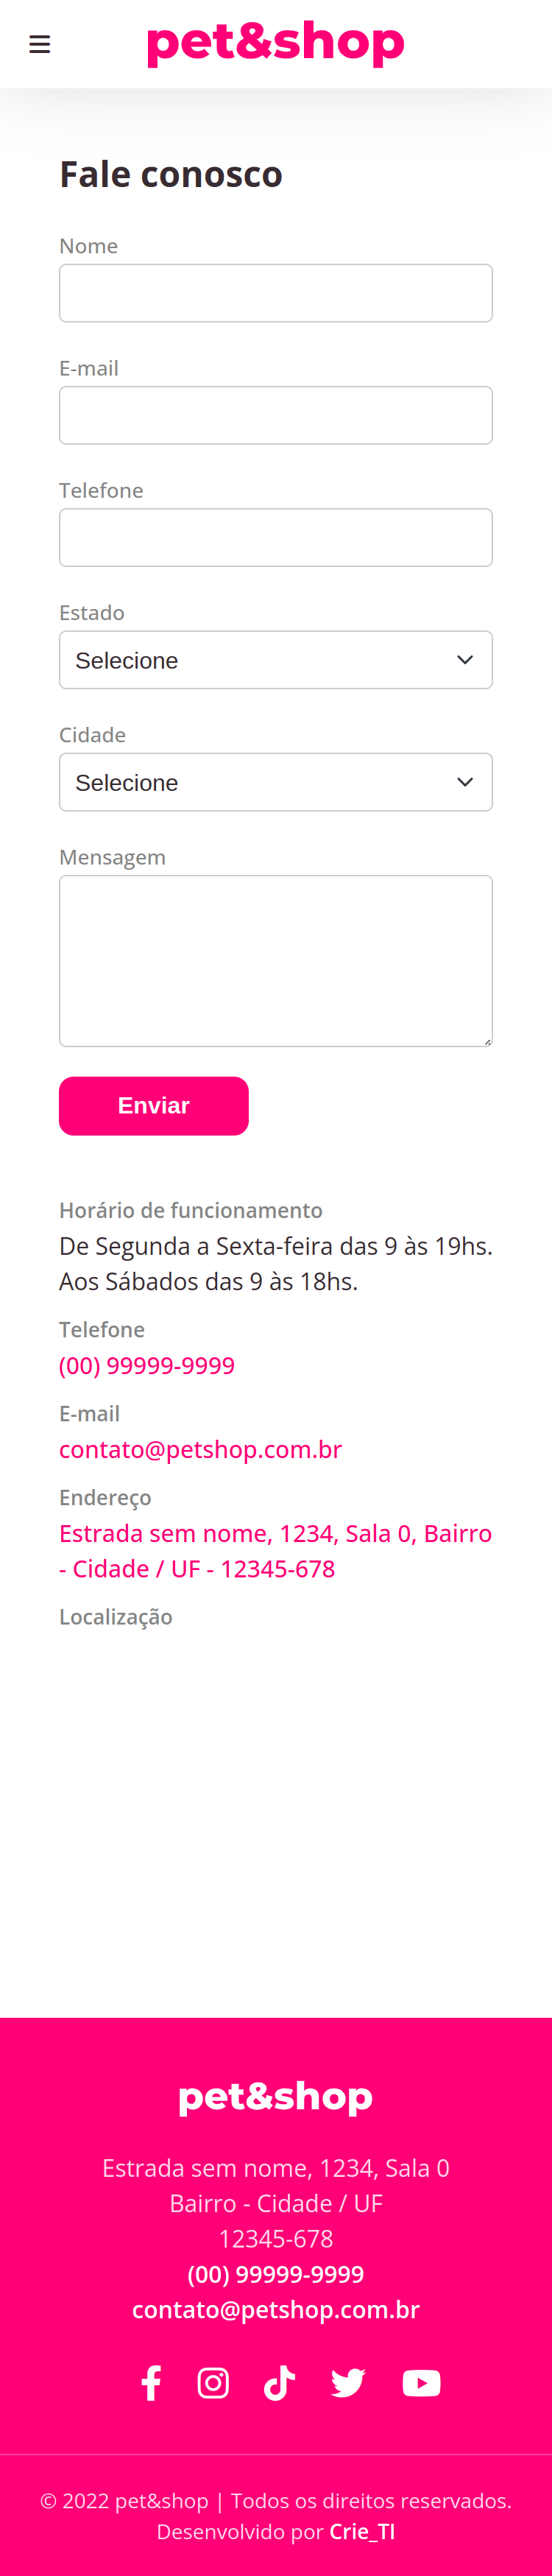 pet&shop
Fale conosco
Nome
E-mail
Telefone
Estado
Selecione
Cidade
Selecione
Mensagem
Enviar
Horário de funcionamento
De Segunda a Sexta-feira das 9 às 19hs.
Aos Sábados das 9 às 18hs.
Telefone
(00) 99999-9999
E-mail
contato@petshop.com.br
Endereço
Estrada sem nome, 1234, Sala 0, Bairro
- Cidade / UF - 12345-678
Localização
pet&shop
Estrada sem nome, 1234, Sala 0
Bairro - Cidade / UF
12345-678
(00) 99999-9999
contato@petshop.com.br
© 2022 pet&shop | Todos os direitos reservados.
Desenvolvido por Crie_TI